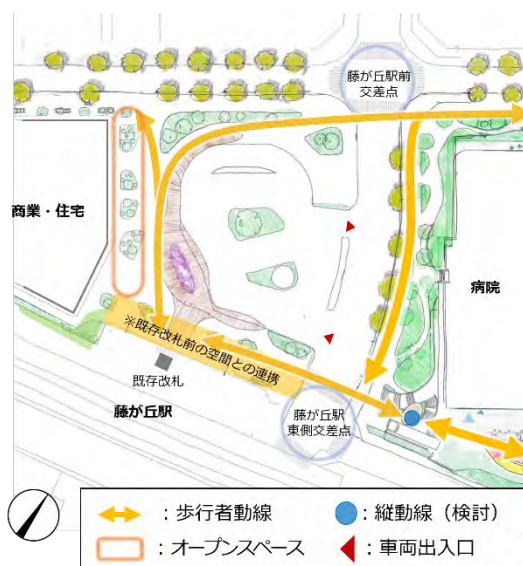 藤が丘駅前
交差点
商業・住宅
病院
※既存改札前の空間との連携
既存改札
藤が丘駅
藤が丘駅
東側交差点
：歩行者動線
：縦動線（検討）
：オープンスペース
：車両出入口